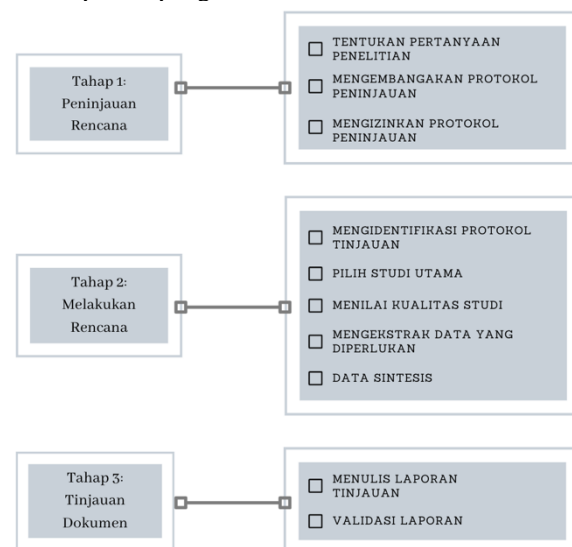 Tahap 1:
Peninjauan
Rencana
TENTUKAN PERTANYAAN
PENELITIAN
MENGEMBANGAKAN PROTOKOL
PENINJAUAN
MENGIZINKAN PROTOKOL
PENINJAUAN
Tahap 2:
Melakukan
Rencana
MENGIDENTIFIKASI PROTOKOL
TINJAUAN
PILIH STUDI UTAMA
MENILAI KUALITAS STUDI
MENGEKSTRAK DATA YANG
DIPERLUKAN
DATA SINTESIS
Tahap 3:
Tinjauan
Dokumen
MENULIS LAPORAN
TINJAUAN
VALIDASI LAPORAN